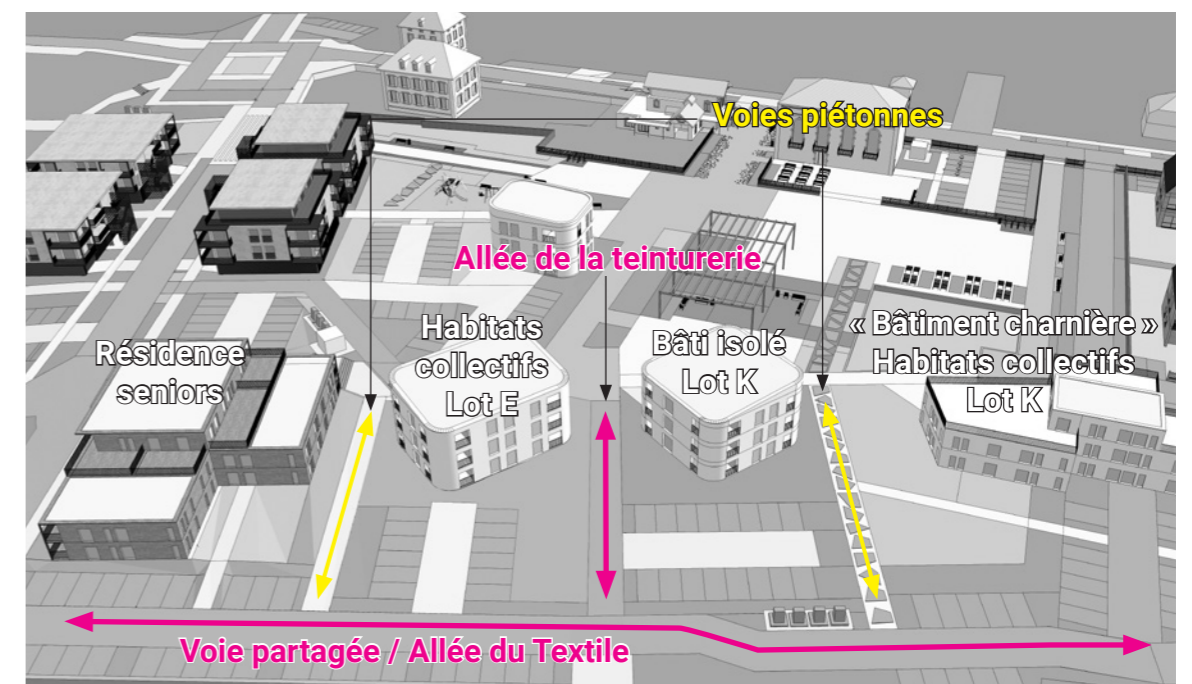 Voies piétonnes
Allée de la teinturerie
Résidence
seniors
Habitats
collectifs
Lot E
Bâti isolé
Lot K
« Bâtiment charnière »
Habitats collectifs
Lot K
Voie partagée / Allée du Textile